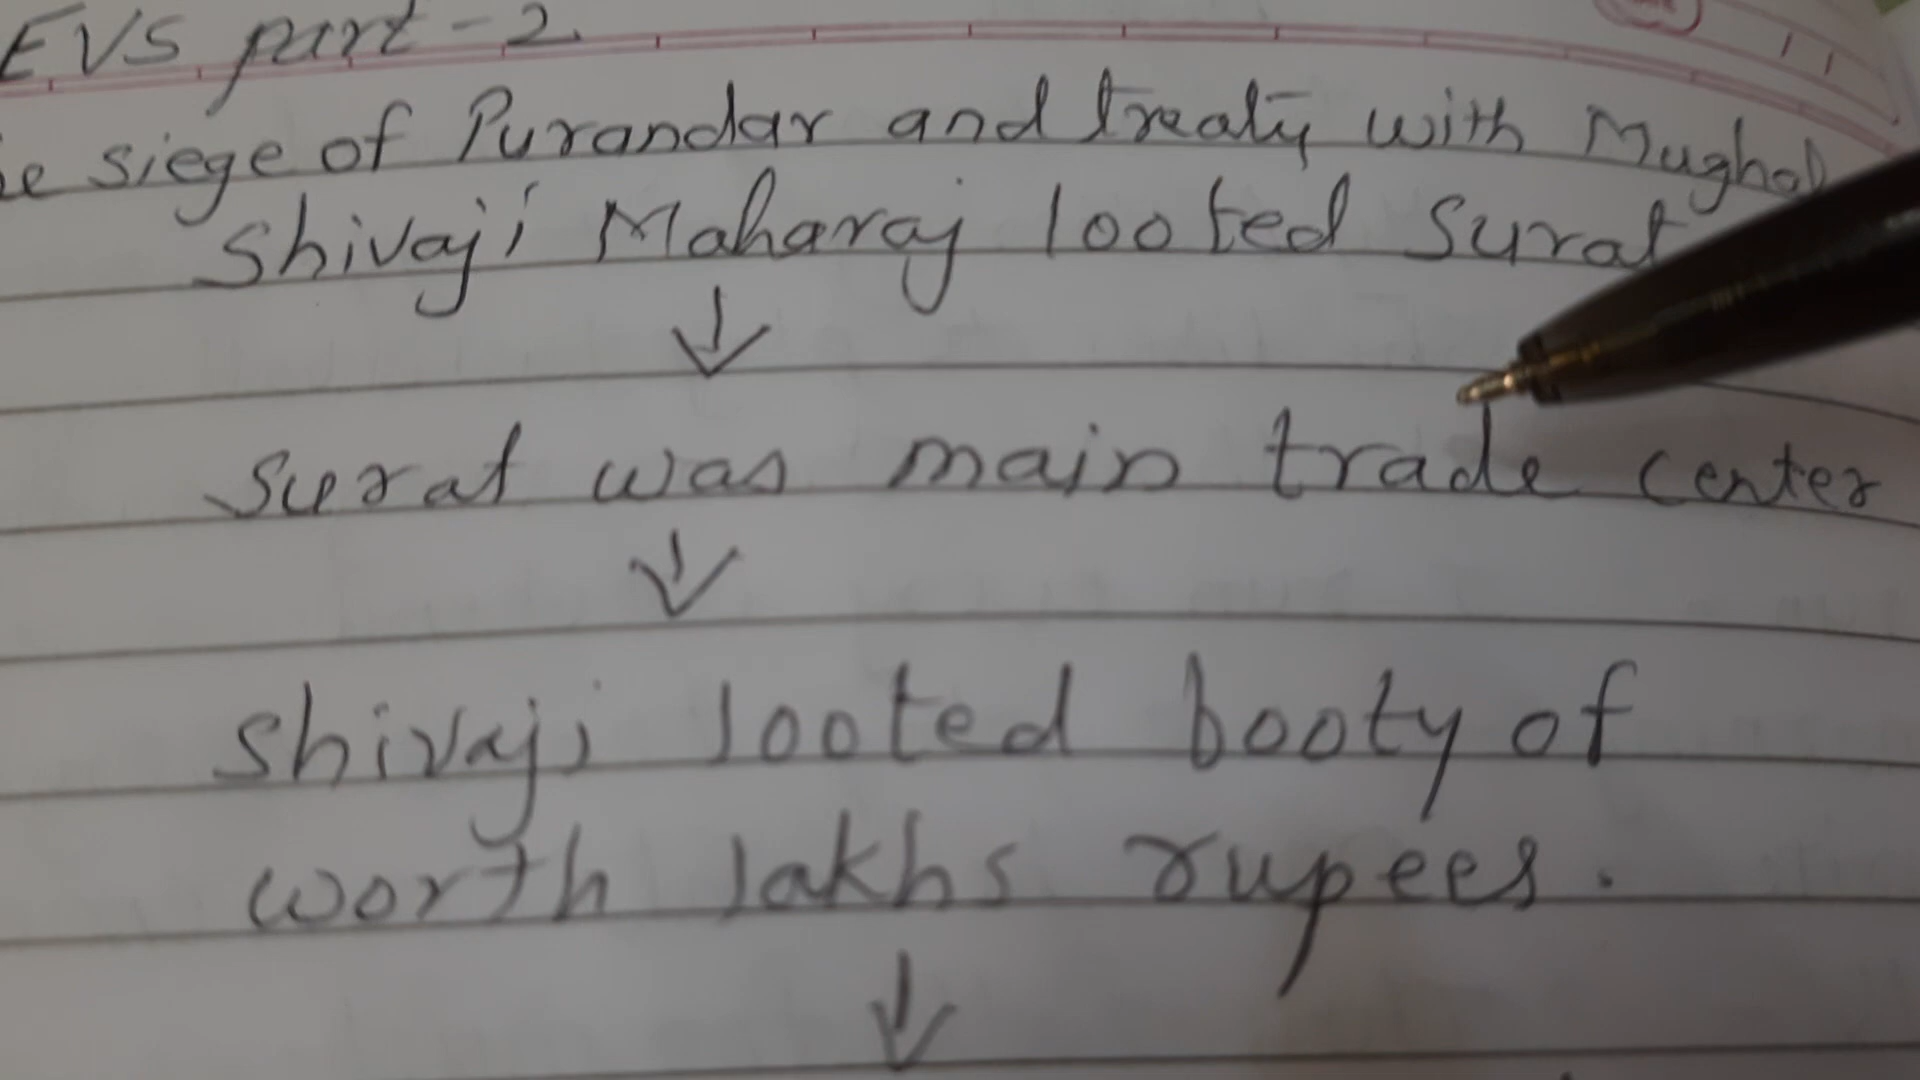 EVS part-2.
siege of Purandar and treaty with Mughal
Shivaji Maharaj looted Surat
Surat was main trade center
Shivaji looted booty of
worth lakhs rupees.